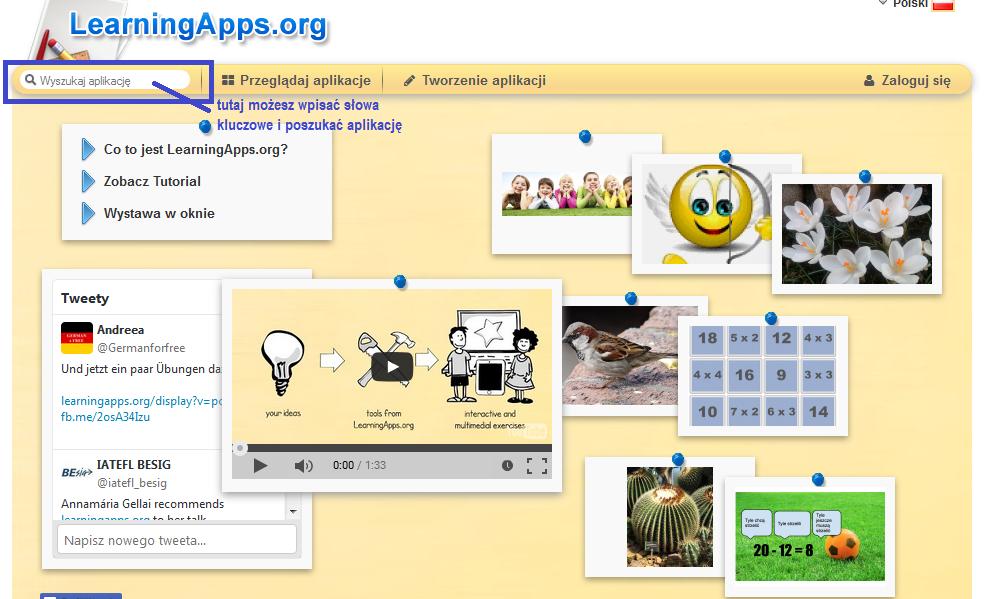 Polski
LearningApps.org
Wyszukaj aplikację
Przeglądaj aplikacje
Tworzenie aplikacji
Zaloguj się
tutaj możesz wpisać słowa
kluczowe i poszukać aplikację
Co to jest LearningApps.org?
Zobacz Tutorial
Wystawa w oknie
Tweety
Andreea
@Germanforfree
Und jetzt ein paar Übungen da
learningapps.org/display?v=po
fb.me/2osA34Izu
BESig
IATEFL BESIG
@iatefl_besig
Annamária Gellai recommends
learningapps.org to her talk
Napisz nowego tweeta...
your ideas
tools from
LearningApps.org
interactive and
multimedial exercises
YouTube
0:00 / 1:33
18 5 x 2 12 4 x 3
4 x 4 16 9 3 x 3
10 7 x 2 6 x 3 14
Tyle chcę
strzelić
Tyle strzelił
Tyle
jeszcze
muszę
strzelić
20 - 12 = 8